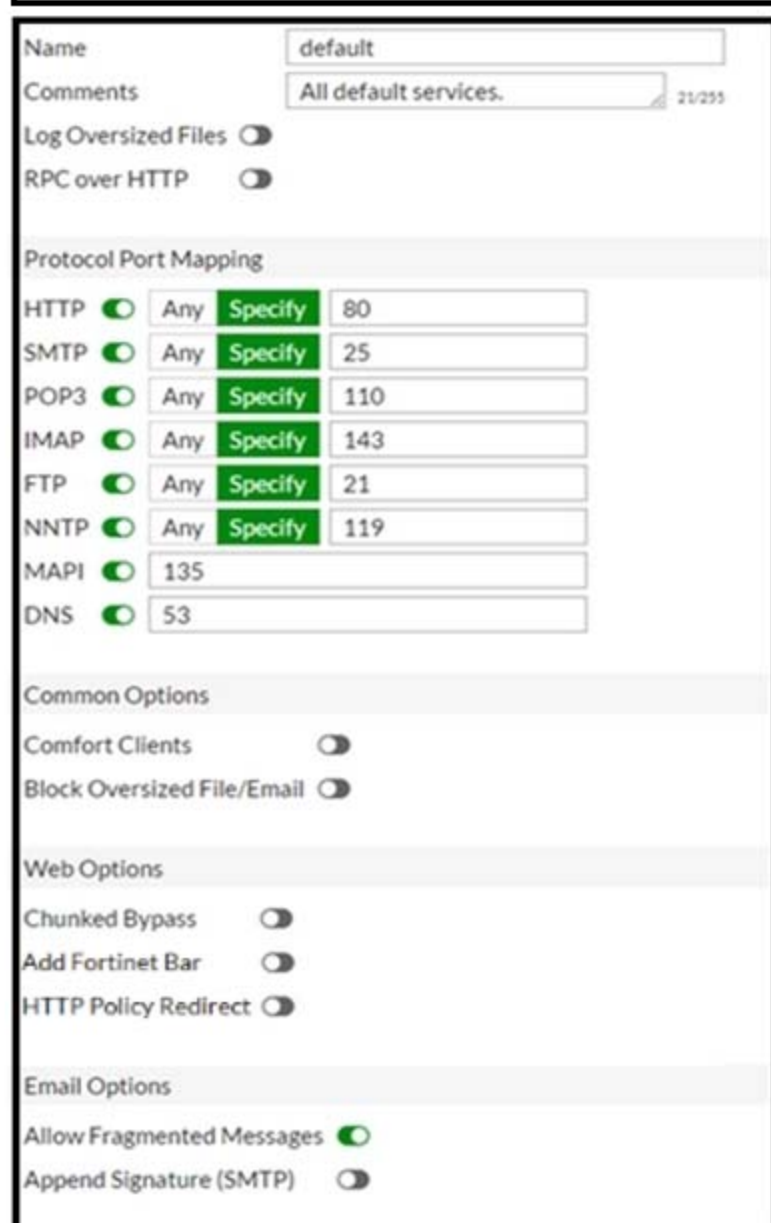 Name default
Comments All default services. 21/255
Log Oversized Files
RPC over HTTP
Protocol Port Mapping
HTTP Any Specify 80
SMTP Any Specify 25
POP3 Any Specify 110
IMAP Any Specify 143
FTP Any Specify 21
NNTP Any Specify 119
MAPI 135
DNS 53
Common Options
Comfort Clients
Block Oversized File/Email
Web Options
Chunked Bypass
Add Fortinet Bar
HTTP Policy Redirect
Email Options
Allow Fragmented Messages
Append Signature (SMTP)